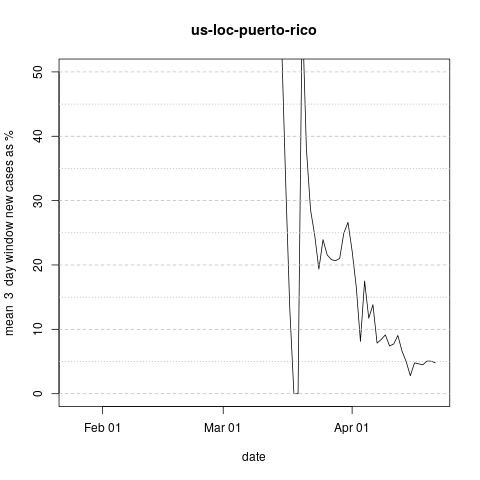 us-loc-puerto-rico
mean 3 day window new cases as %
50
40
30
20
10
0
Feb 01
Mar 01
Apr 01
date